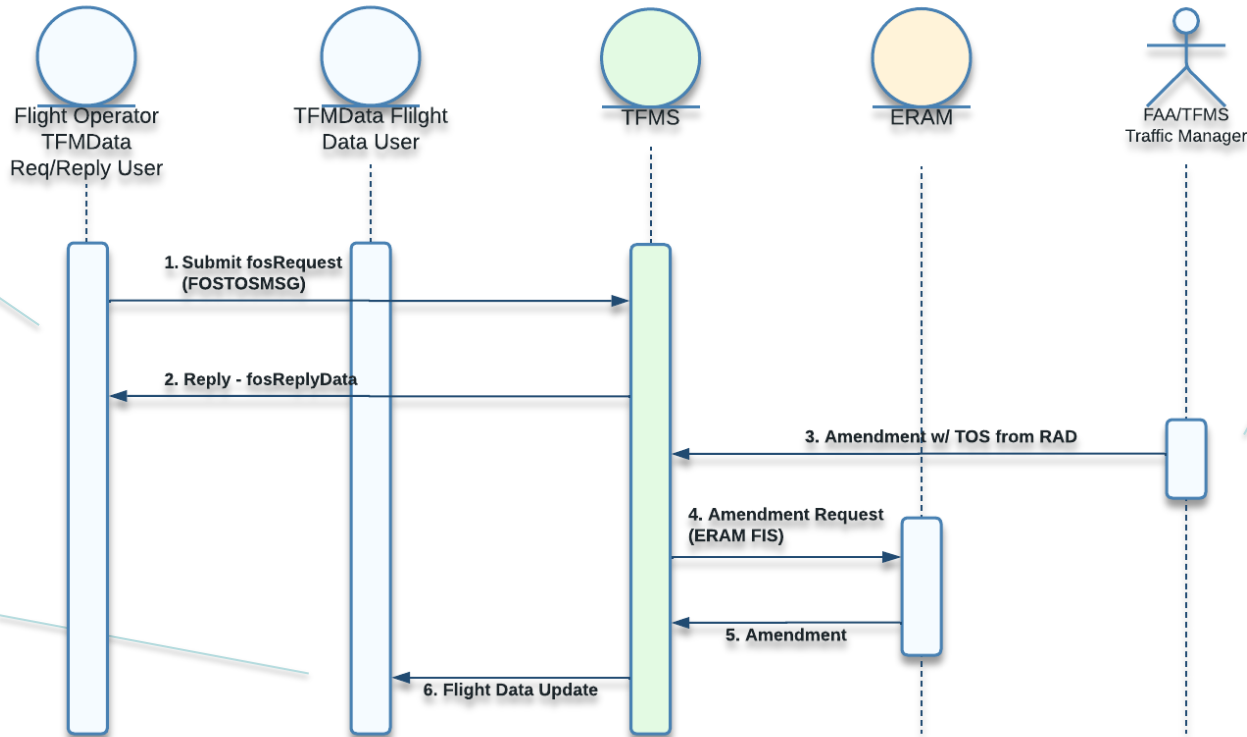 Flight Operator
TFMData
Req/Reply User
TFMData Flilght
Data User
TFMS
ERAM
FAA/TFMS
Traffic Manager
1. Submit fosRequest
(FOSTOSMSG)
2. Reply - fosReplyData
3. Amendment w/ TOS from RAD
4. Amendment Request
(ERAM FIS)
5. Amendment
6. Flight Data Update